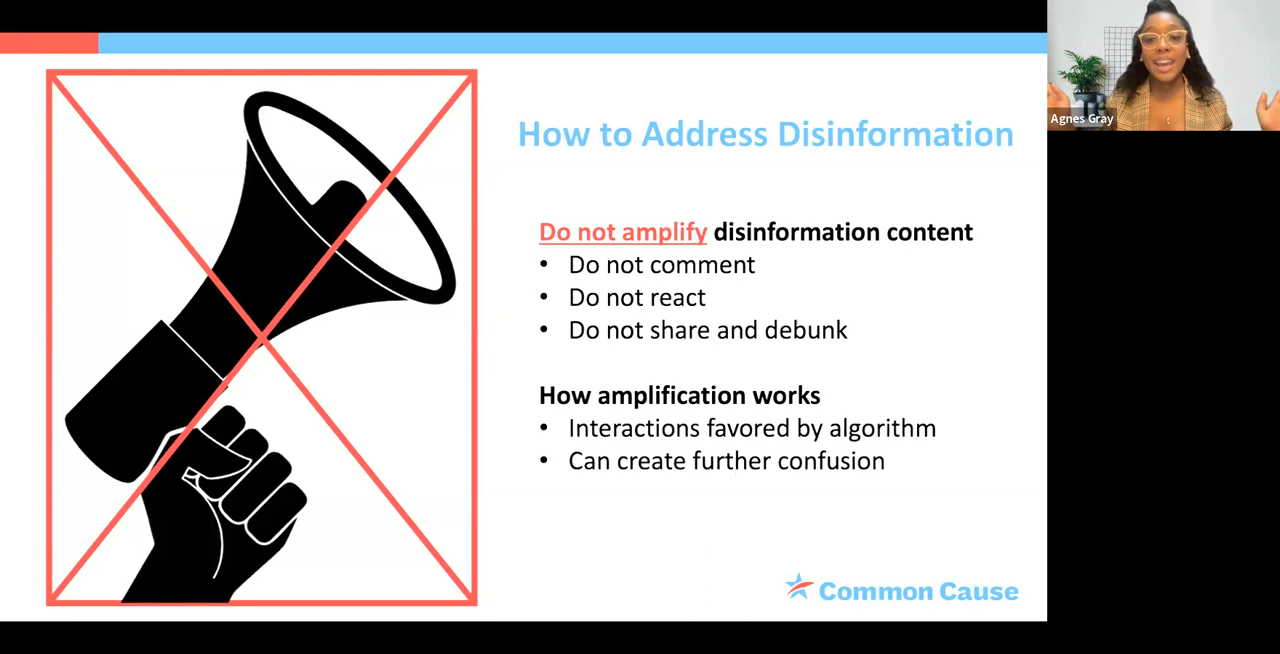 How to Address Disinformation
Do not amplify disinformation content
• Do not comment
• Do not react
• Do not share and debunk
How amplification works
• Interactions favored by algorithm
• Can create further confusion
Common Cause
Agnes Gray